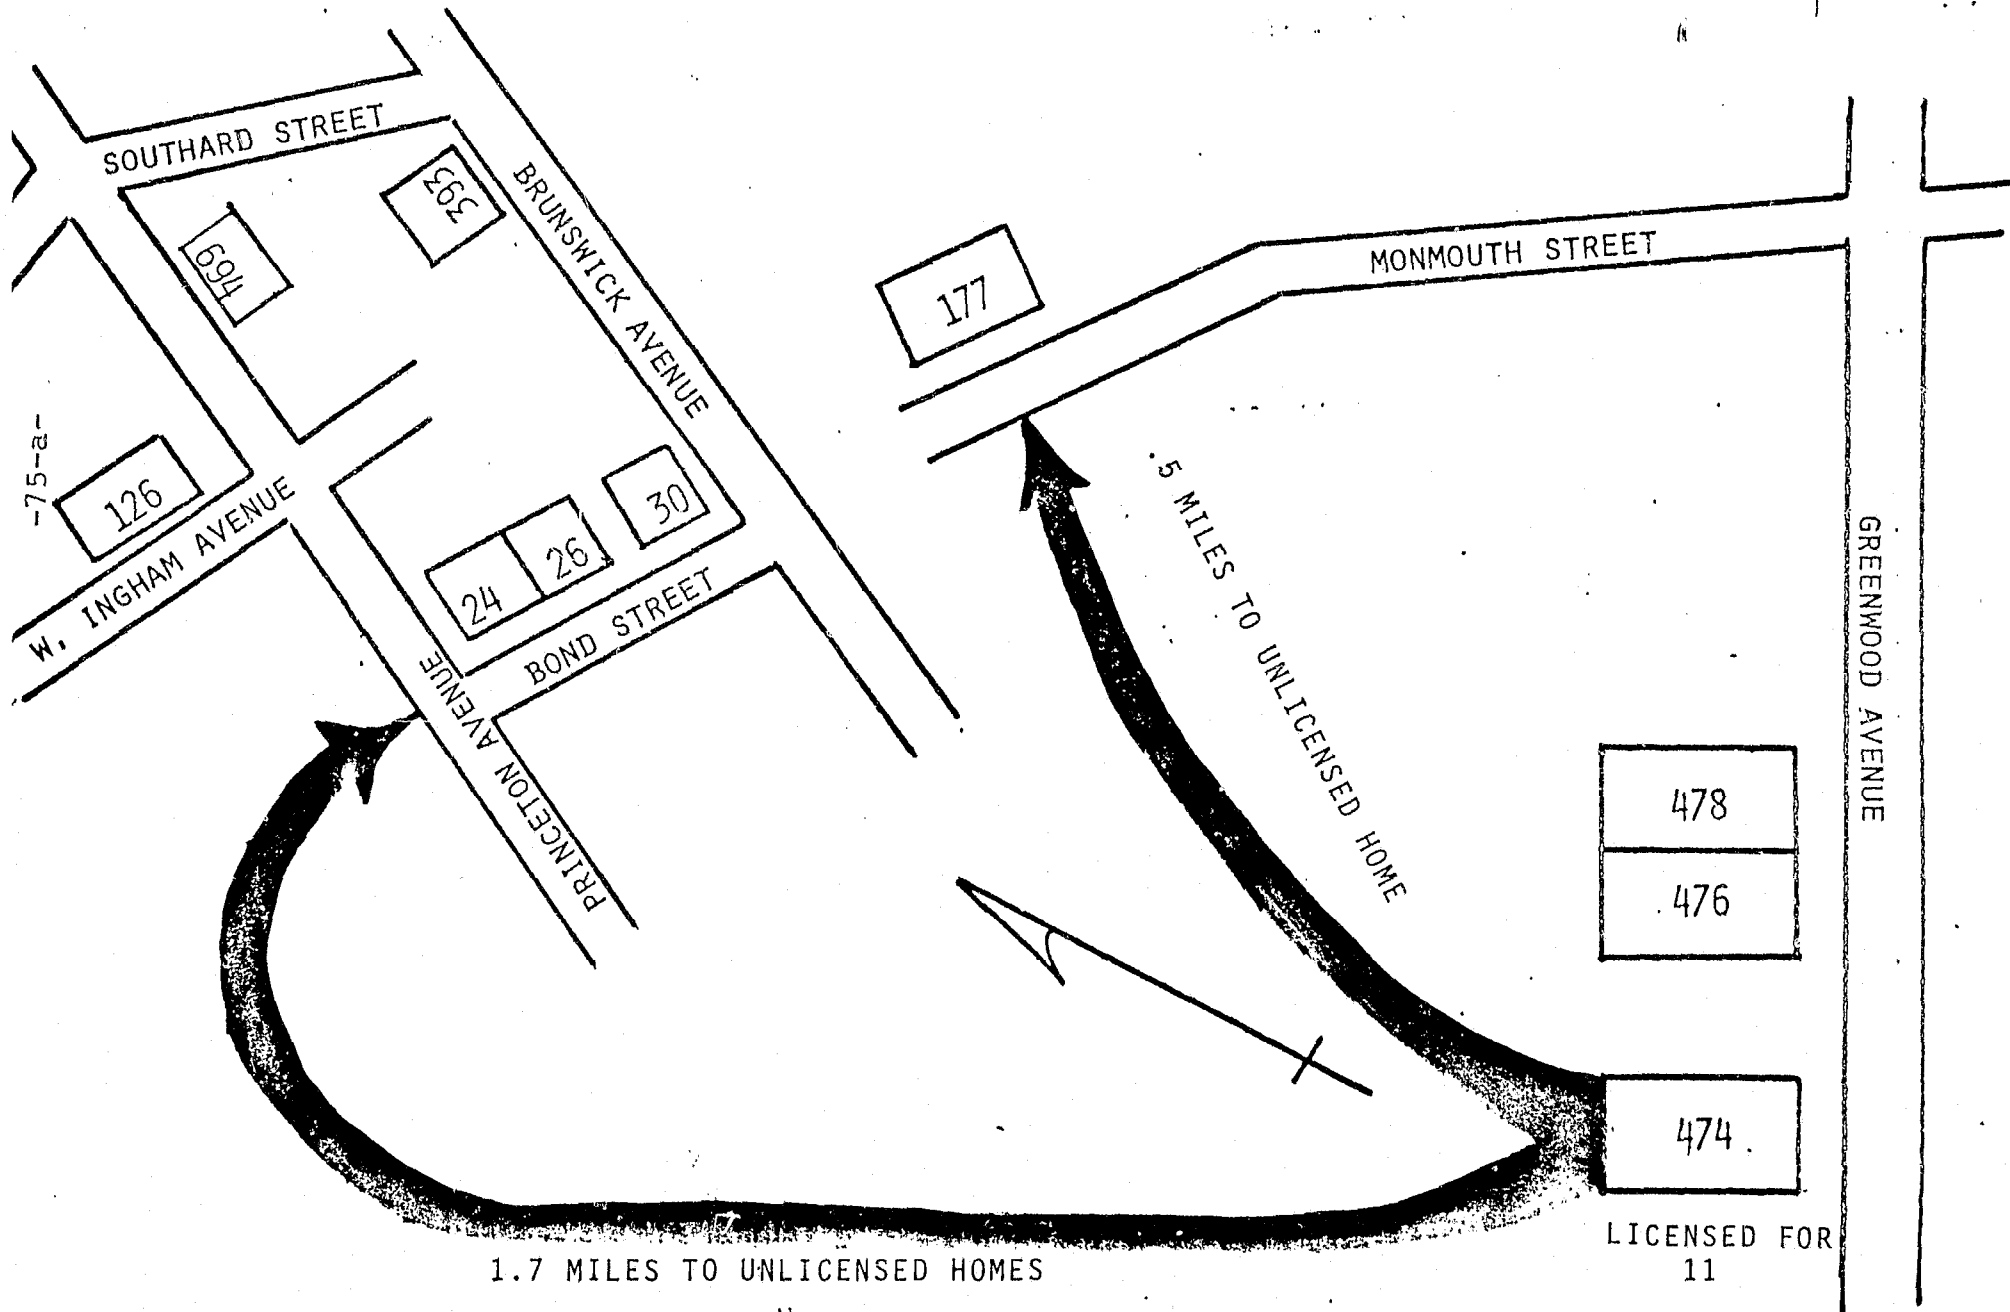 SOUTHARD STREET
393
BRUNSWICK AVENUE
694
177
MONMOUTH STREET
-75-a-
126
W. INGHAM AVENUE
30
26
24
BOND STREET
PRINCETON AVENUE
.5 MILES TO UNLICENSED HOME
GREENWOOD AVENUE
478
476
474
LICENSED FOR
11
1.7 MILES TO UNLICENSED HOMES